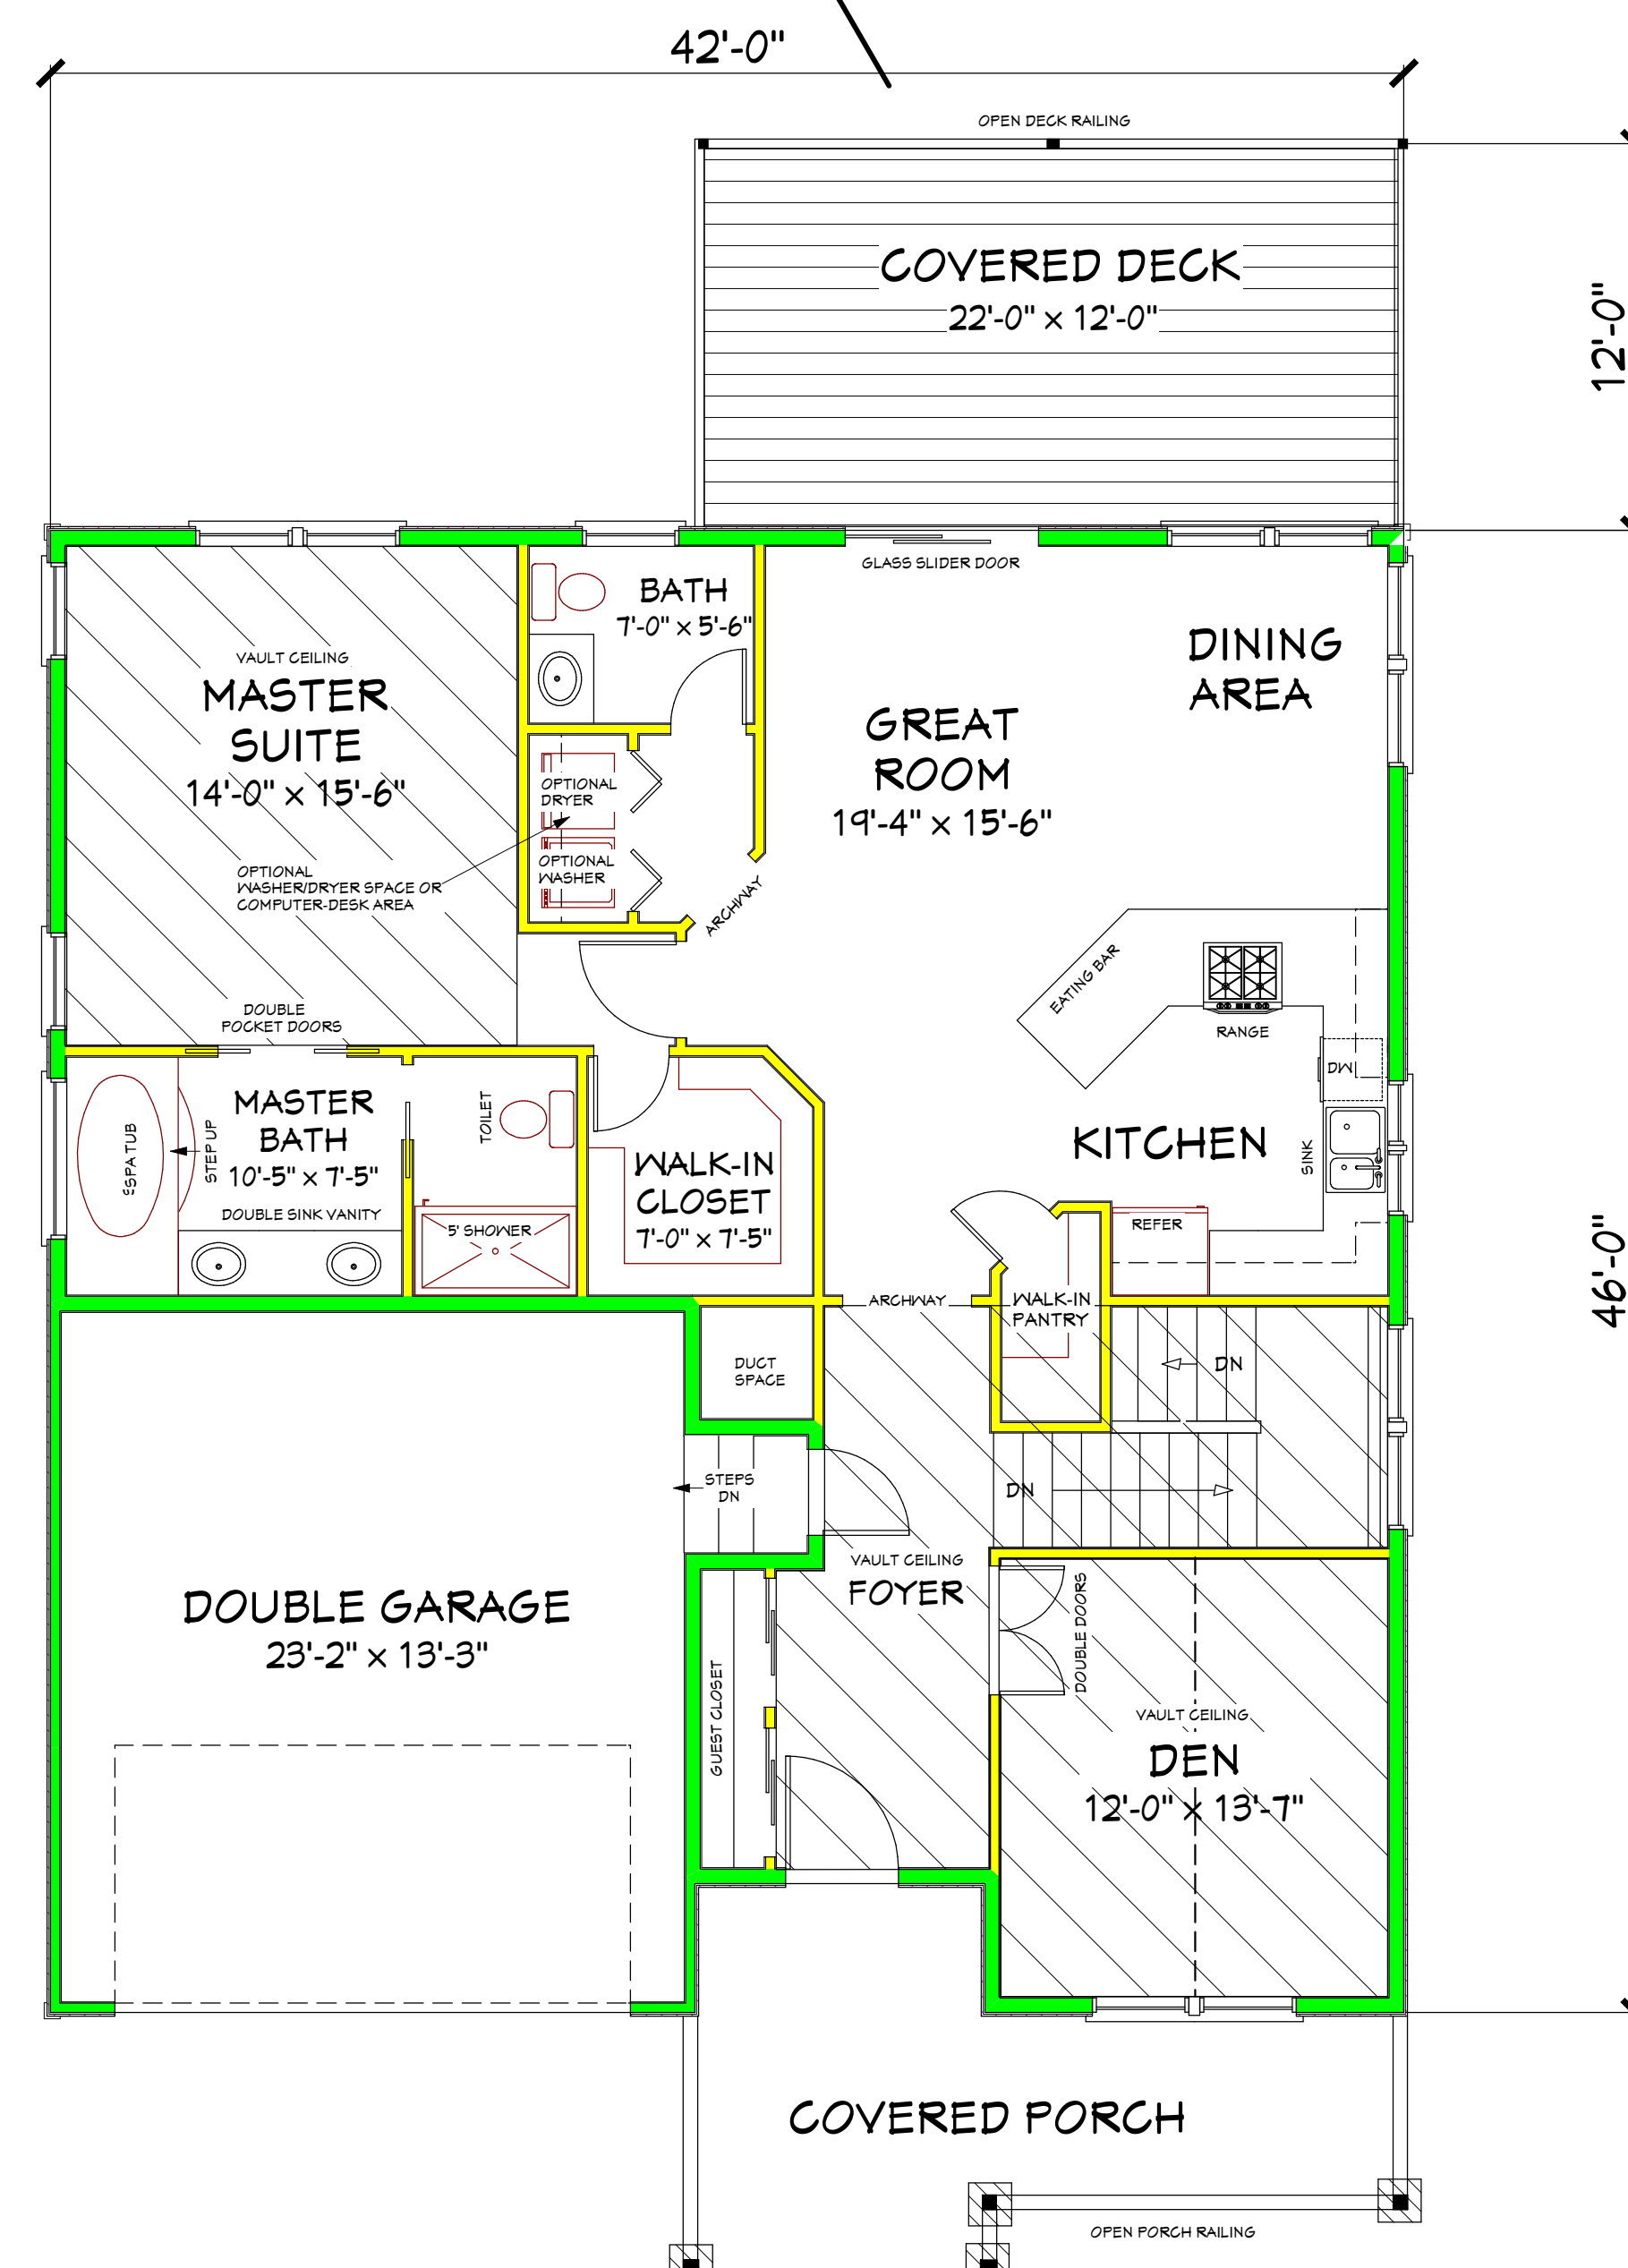 42'-0"
OPEN DECK RAILING
COVERED DECK
22'-0" x 12'-0"
12'-0"
GLASS SLIDER DOOR
BATH
7'-0" x 5'-6"
DINING
AREA
VAULT CEILING
MASTER
SUITE
14'-0" x 15'-6"
GREAT
ROOM
19'-4" x 15'-6"
OPTIONAL
DRYER
OPTIONAL
WASHER
OPTIONAL
WASHER/DRYER SPACE OR
COMPUTER-DESK AREA
ARCHWAY
EATING BAR
RANGE
DOUBLE
POCKET DOORS
DW
MASTER
BATH
10'-5" x 7'-5"
SPA TUB
STEP UP
TOILET
DOUBLE SINK VANITY
5' SHOWER
WALK-IN
CLOSET
7'-0" x 7'-5"
KITCHEN
SINK
REFER
46'-0"
ARCHWAY
WALK-IN
PANTRY
DUCT
SPACE
DN
STEPS
DN
DN
VAULT CEILING
FOYER
DOUBLE DOORS
DOUBLE GARAGE
23'-2" x 13'-3"
GUEST CLOSET
VAULT CEILING
DEN
12'-0" x 13'-7"
COVERED PORCH
OPEN PORCH RAILING